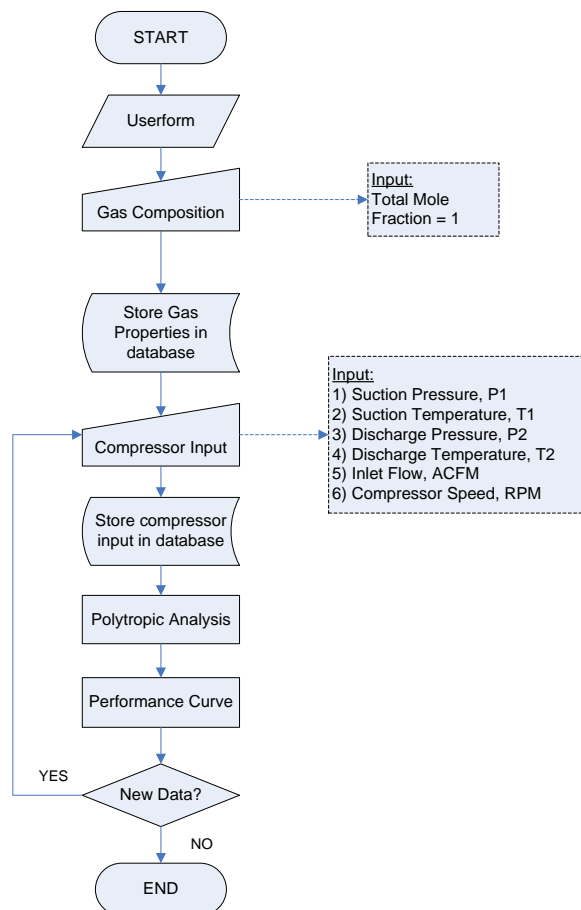 START
Userform
Gas Composition
Input:
Total Mole
Fraction = 1
Store Gas
Properties in
database
Compressor Input
Input:
1) Suction Pressure, P1
2) Suction Temperature, T1
3) Discharge Pressure, P2
4) Discharge Temperature, T2
5) Inlet Flow, ACFM
6) Compressor Speed, RPM
Store compressor
input in database
Polytropic Analysis
Performance Curve
YES
New Data?
NO
END